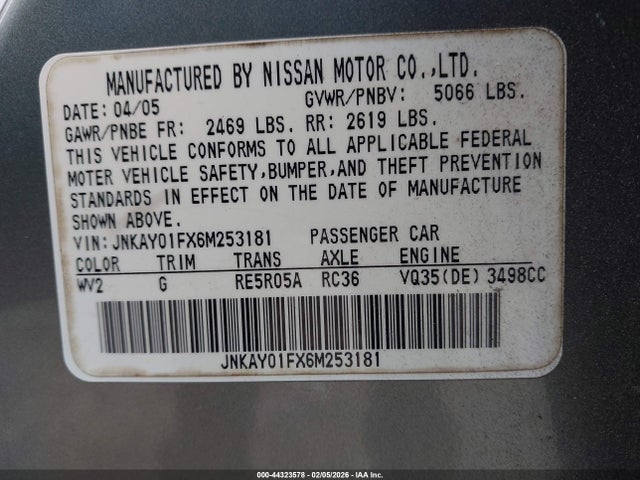 MANUFACTURED BY NISSAN MOTOR CO.,LTD.
DATE: 04/05 GVWR/PNBV: 5066 LBS.
GAWR/PNBE FR: 2469 LBS. RR: 2619 LBS.
THIS VEHICLE CONFORMS TO ALL APPLICABLE FEDERAL
MOTOR VEHICLE SAFETY,BUMPER,AND THEFT PREVENTION
STANDARDS IN EFFECT ON THE DATE OF MANUFACTURE
SHOWN ABOVE.
VIN: JNKAY01FX6M253181 PASSENGER CAR
COLOR TRIM TRANS AXLE ENGINE
WV2 G RE5R05A RC36 VQ35(DE) 3498CC
JNKAY01FX6M253181
000-44323578 - 02/05/2026 - IAA Inc.